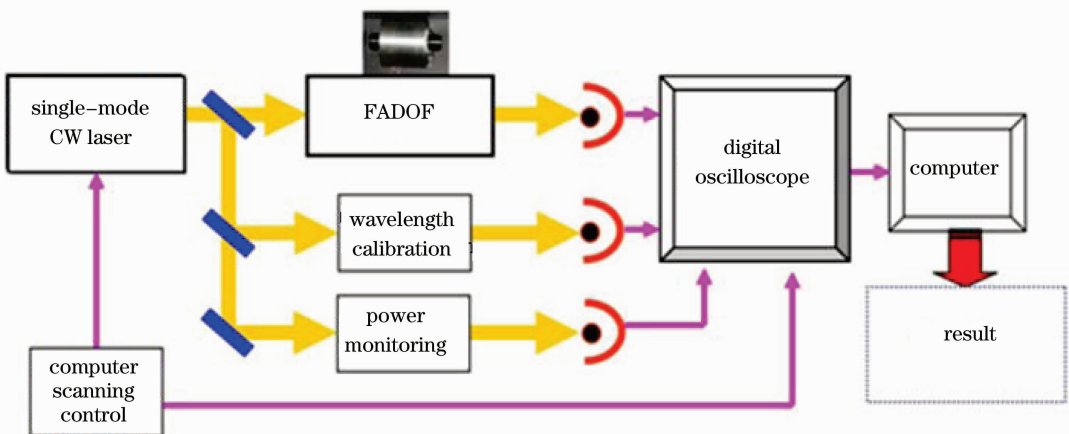 single-mode
CW laser
FADOF
digital
oscilloscope
computer
wavelength
calibration
power
monitoring
result
computer
scanning
control